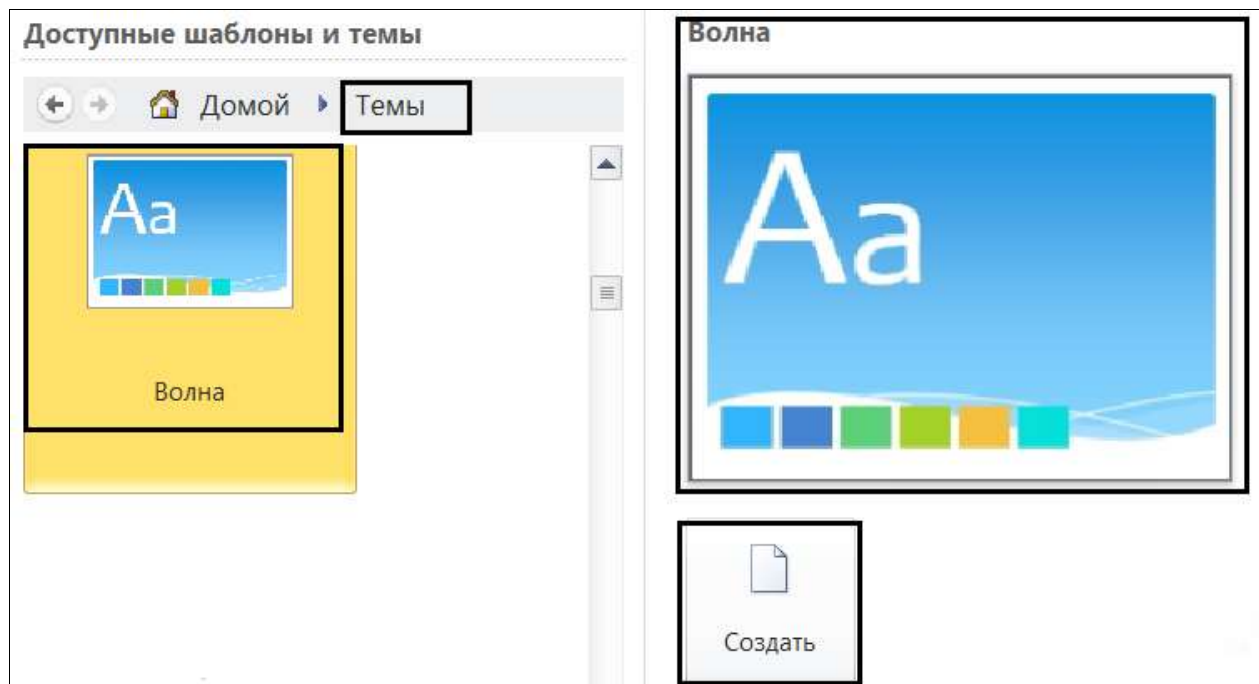 Доступные шаблоны и темы
Домой
Темы
Aa
Волна
Волна
Aa
Создать